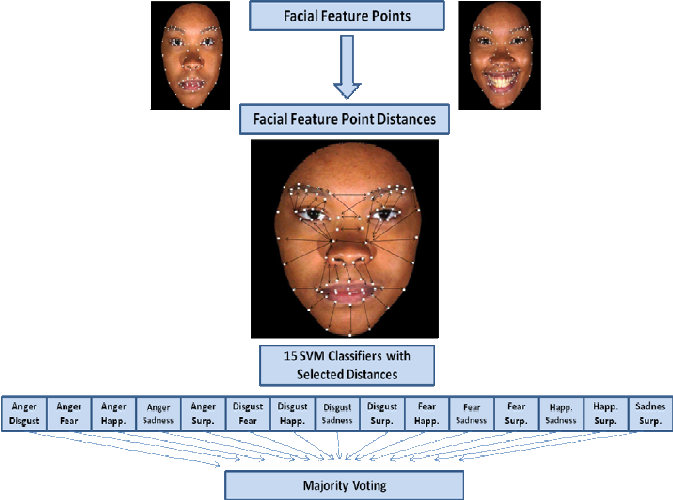 Facial Feature Points
Facial Feature Point Distances
15 SVM Classifiers with
Selected Distances
Anger Anger Anger Anger Anger Disgust Disgust Disgust Disgust Fear Fear Fear Happ. Happ. Sadnes
Disgust Fear Happ. Sadness Surp. Fear Happ. Sadness Surp. Happ. Sadness Surp. Sadness Surp. Surp.
Majority Voting